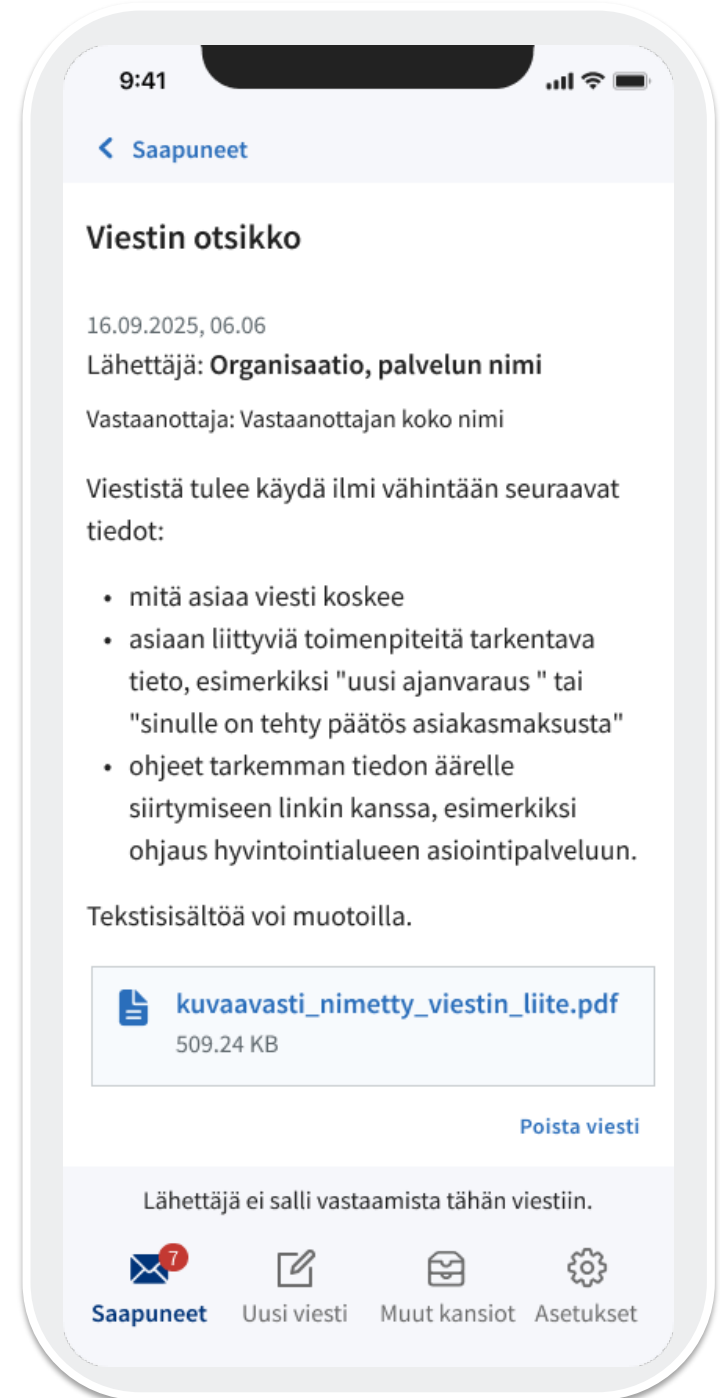 9:41
Saapuneet
Viestin otsikko
16.09.2025, 06.06
Lähettäjä: Organisaatio, palvelun nimi
Vastaanottaja: Vastaanottajan koko nimi
Viestistä tulee käydä ilmi vähintään seuraavat
tiedot:
• mitä asiaa viesti koskee
• asiaan liittyviä toimenpiteitä tarkentava
tieto, esimerkiksi "uusi ajanvaraus " tai
"sinulle on tehty päätös asiakasmaksusta"
• ohjeet tarkemman tiedon äärelle
siirtymiseen linkin kanssa, esimerkiksi
ohjaus hyvintointialueen asiointipalveluun.
Tekstisisältöä voi muotoilla.
kuvaavasti_nimetty_viestin_liite.pdf
509.24 KB
Poista viesti
Lähettäjä ei salli vastaamista tähän viestiin.
7
Saapuneet Uusi viesti Muut kansiot Asetukset